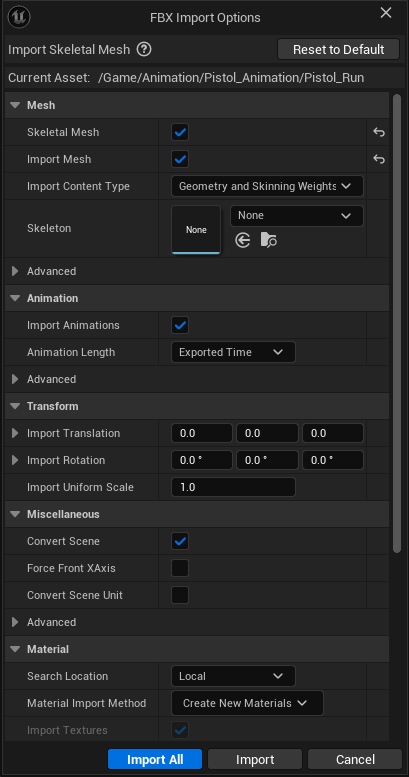 FBX Import Options
Import Skeletal Mesh ?
Reset to Default
Current Asset: /Game/Animation/Pistol_Animation/Pistol_Run
Mesh
Skeletal Mesh
Import Mesh
Import Content Type Geometry and Skinning Weights
Skeleton None None
Advanced
Animation
Import Animations
Animation Length Exported Time
Advanced
Transform
Import Translation 0.0 0.0 0.0
Import Rotation 0.0 ° 0.0 ° 0.0 °
Import Uniform Scale 1.0
Miscellaneous
Convert Scene
Force Front XAxis
Convert Scene Unit
Advanced
Material
Search Location Local
Material Import Method Create New Materials
Import Textures
Import All Import Cancel